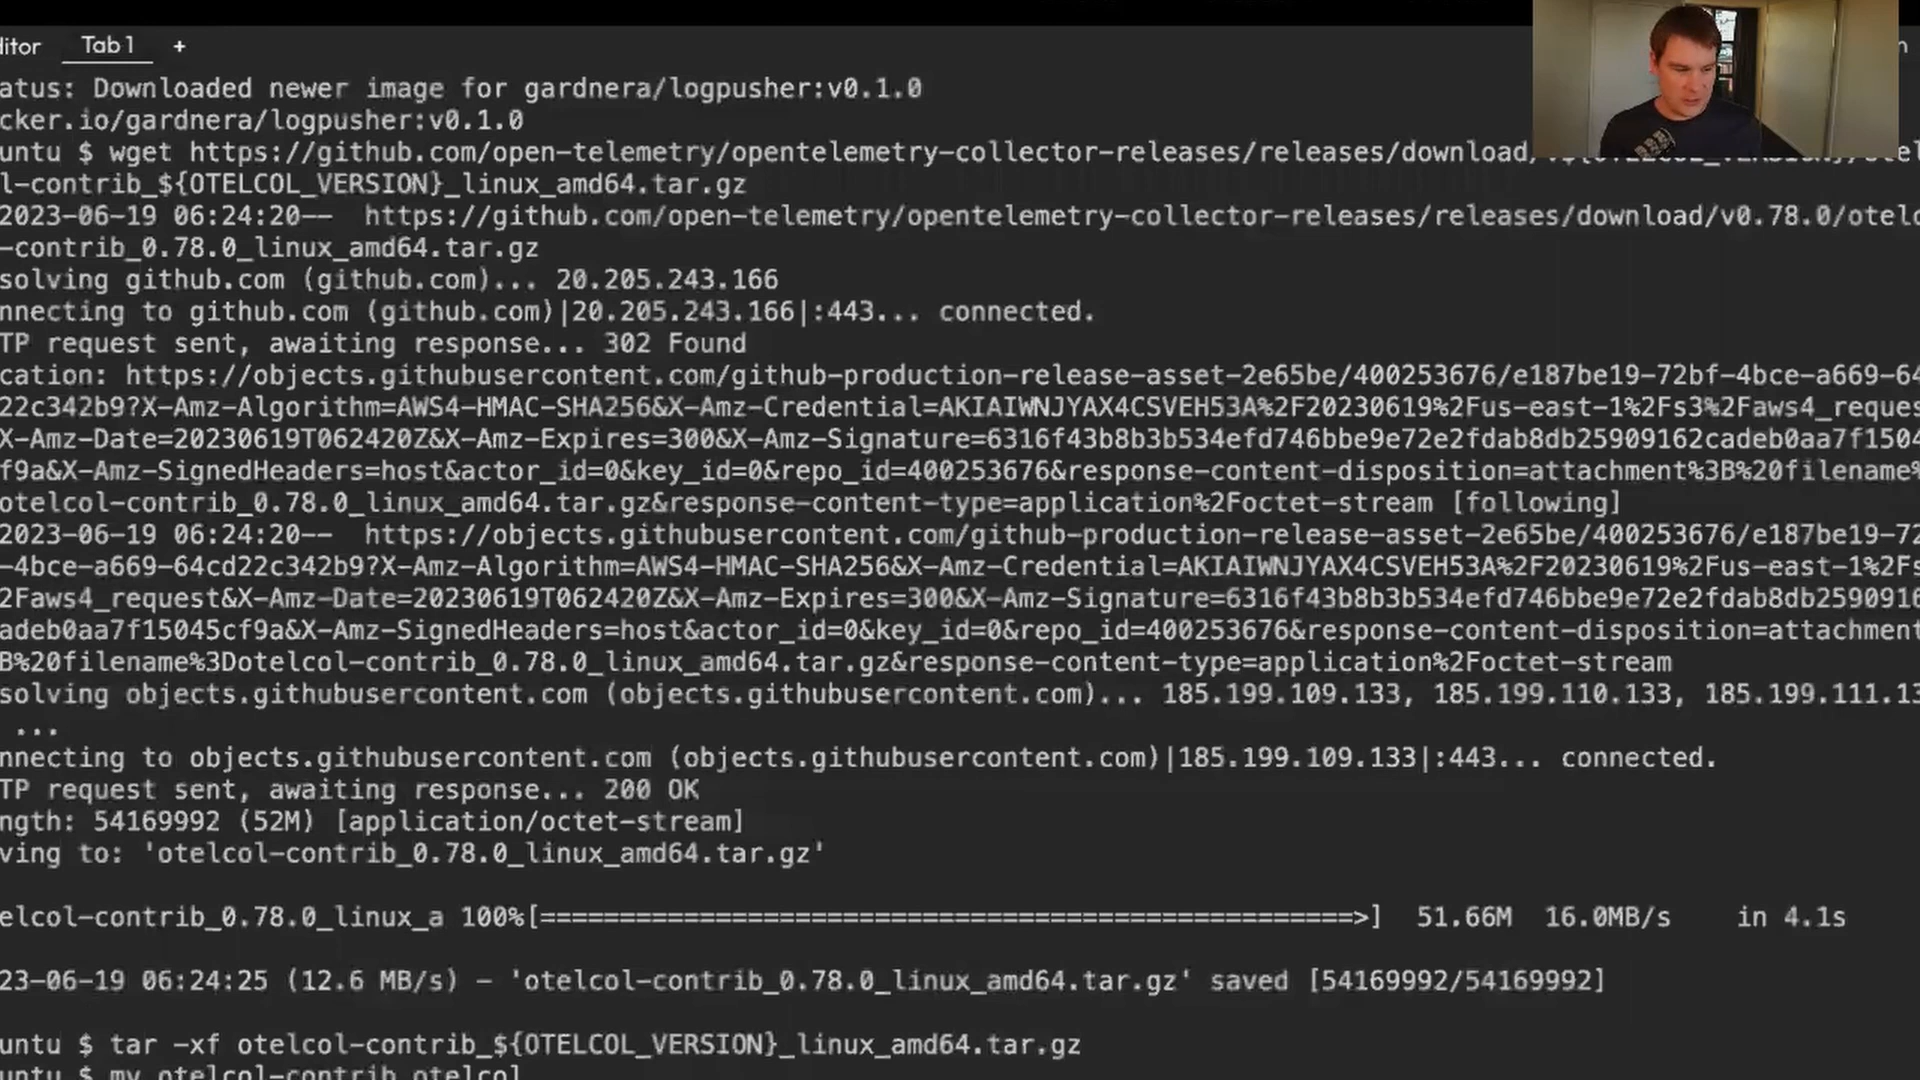 ditor Tab 1 +
atus: Downloaded newer image for gardnera/logpusher:v0.1.0
cker.io/gardnera/logpusher:v0.1.0
untu $ wget https://github.com/open-telemetry/opentelemetry-collector-releases/releases/download/
l-contrib_${OTELCOL_VERSION}_linux_amd64.tar.gz
2023-06-19 06:24:20--  https://github.com/open-telemetry/opentelemetry-collector-releases/releases/download/v0.78.0/otelc
-contrib_0.78.0_linux_amd64.tar.gz
solving github.com (github.com)... 20.205.243.166
nnecting to github.com (github.com)|20.205.243.166|:443... connected.
TP request sent, awaiting response... 302 Found
cation: https://objects.githubusercontent.com/github-production-release-asset-2e65be/400253676/e187be19-72bf-4bce-a669-64
22c342b9?X-Amz-Algorithm=AWS4-HMAC-SHA256&X-Amz-Credential=AKIAIWNJYAX4CSVEH53A%2F20230619%2Fus-east-1%2Fs3%2Faws4_reques
X-Amz-Date=20230619T062420Z&X-Amz-Expires=300&X-Amz-Signature=6316f43b8b3b534efd746bbe9e72e2fdab8db25909162cadeb0aa7f1504
f9a&X-Amz-SignedHeaders=host&actor_id=0&key_id=0&repo_id=400253676&response-content-disposition=attachment%3B%20filename%
otelcol-contrib_0.78.0_linux_amd64.tar.gz&response-content-type=application%2Foctet-stream [following]
2023-06-19 06:24:20--  https://objects.githubusercontent.com/github-production-release-asset-2e65be/400253676/e187be19-72
-4bce-a669-64cd22c342b9?X-Amz-Algorithm=AWS4-HMAC-SHA256&X-Amz-Credential=AKIAIWNJYAX4CSVEH53A%2F20230619%2Fus-east-1%2Fs
2Faws4_request&X-Amz-Date=20230619T062420Z&X-Amz-Expires=300&X-Amz-Signature=6316f43b8b3b534efd746bbe9e72e2fdab8db2590916
adeb0aa7f15045cf9a&X-Amz-SignedHeaders=host&actor_id=0&key_id=0&repo_id=400253676&response-content-disposition=attachment
B%20filename%3Dotelcol-contrib_0.78.0_linux_amd64.tar.gz&response-content-type=application%2Foctet-stream
solving objects.githubusercontent.com (objects.githubusercontent.com)... 185.199.109.133, 185.199.110.133, 185.199.111.13
...
nnecting to objects.githubusercontent.com (objects.githubusercontent.com)|185.199.109.133|:443... connected.
TP request sent, awaiting response... 200 OK
ngth: 54169992 (52M) [application/octet-stream]
ving to: 'otelcol-contrib_0.78.0_linux_amd64.tar.gz'
elcol-contrib_0.78.0_linux_a 100%[===================================================>]  51.66M  16.0MB/s    in 4.1s
23-06-19 06:24:25 (12.6 MB/s) - 'otelcol-contrib_0.78.0_linux_amd64.tar.gz' saved [54169992/54169992]
untu $ tar -xf otelcol-contrib_${OTELCOL_VERSION}_linux_amd64.tar.gz
untu $ mv otelcol-contrib otelcol